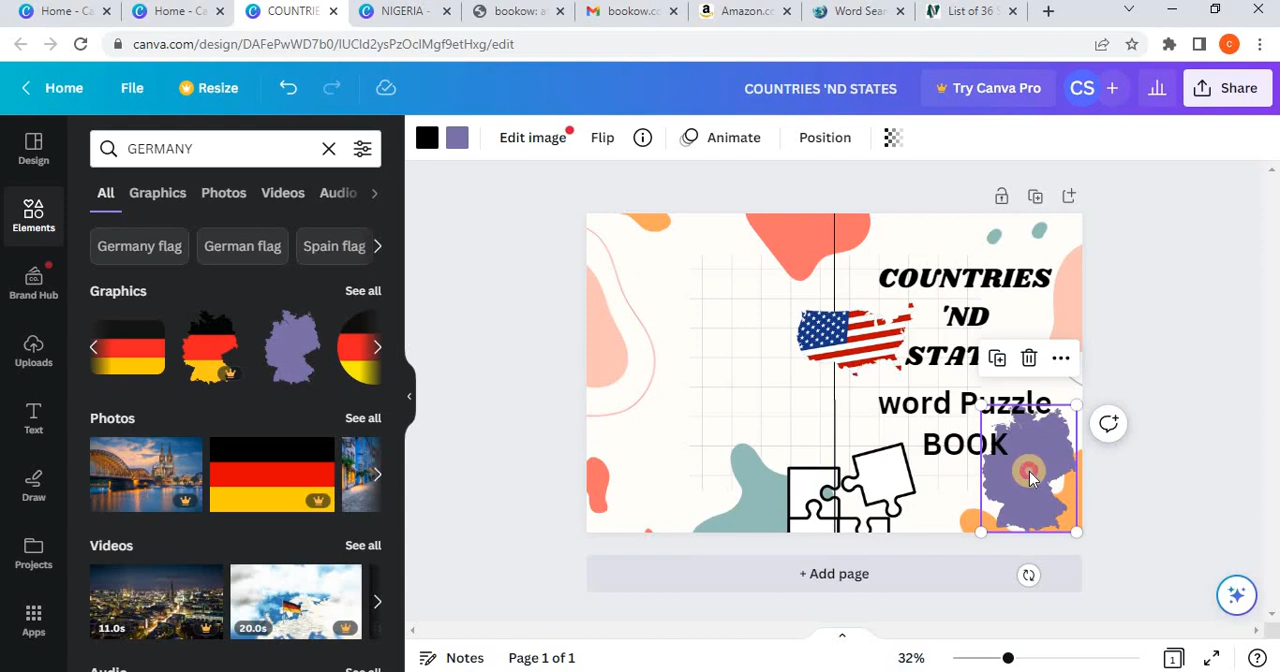 Home - Ca
Home - Ca
COUNTRIE
NIGERIA -
bookow: a
bookow.co
Amazon.co
Word Sear
List of 36 S
canva.com/design/DAFePwWD7b0/IUCld2ysPzOclMgf9etHxg/edit
C
Home
File
Resize
COUNTRIES 'ND STATES
Try Canva Pro
CS
Share
Design
Elements
Brand Hub
Uploads
Text
Draw
Projects
Apps
GERMANY
All
Graphics
Photos
Videos
Audio
Germany flag
German flag
Spain flag
Graphics
See all
Photos
See all
Videos
See all
11.0s
20.0s
Edit image
Flip
Animate
Position
COUNTRIES
'ND
STAT
word Puzzle
BOOK
+ Add page
Notes
Page 1 of 1
32%
1